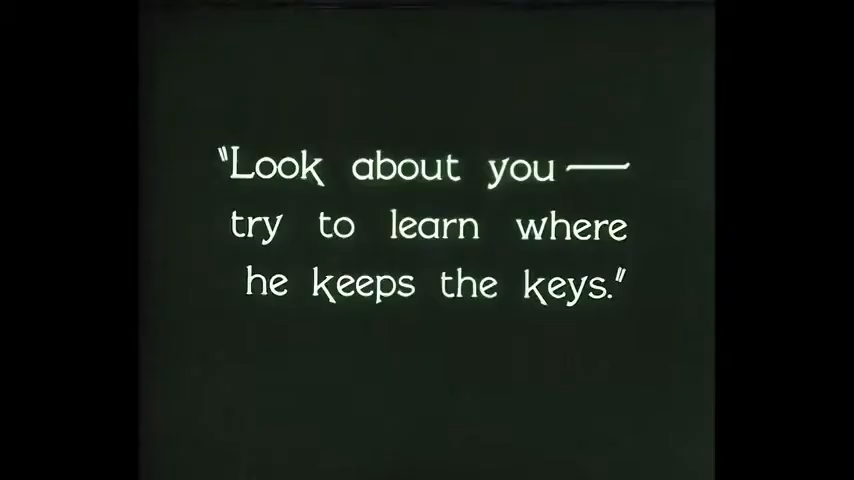 "Look about you —
try to learn where
he keeps the keys."